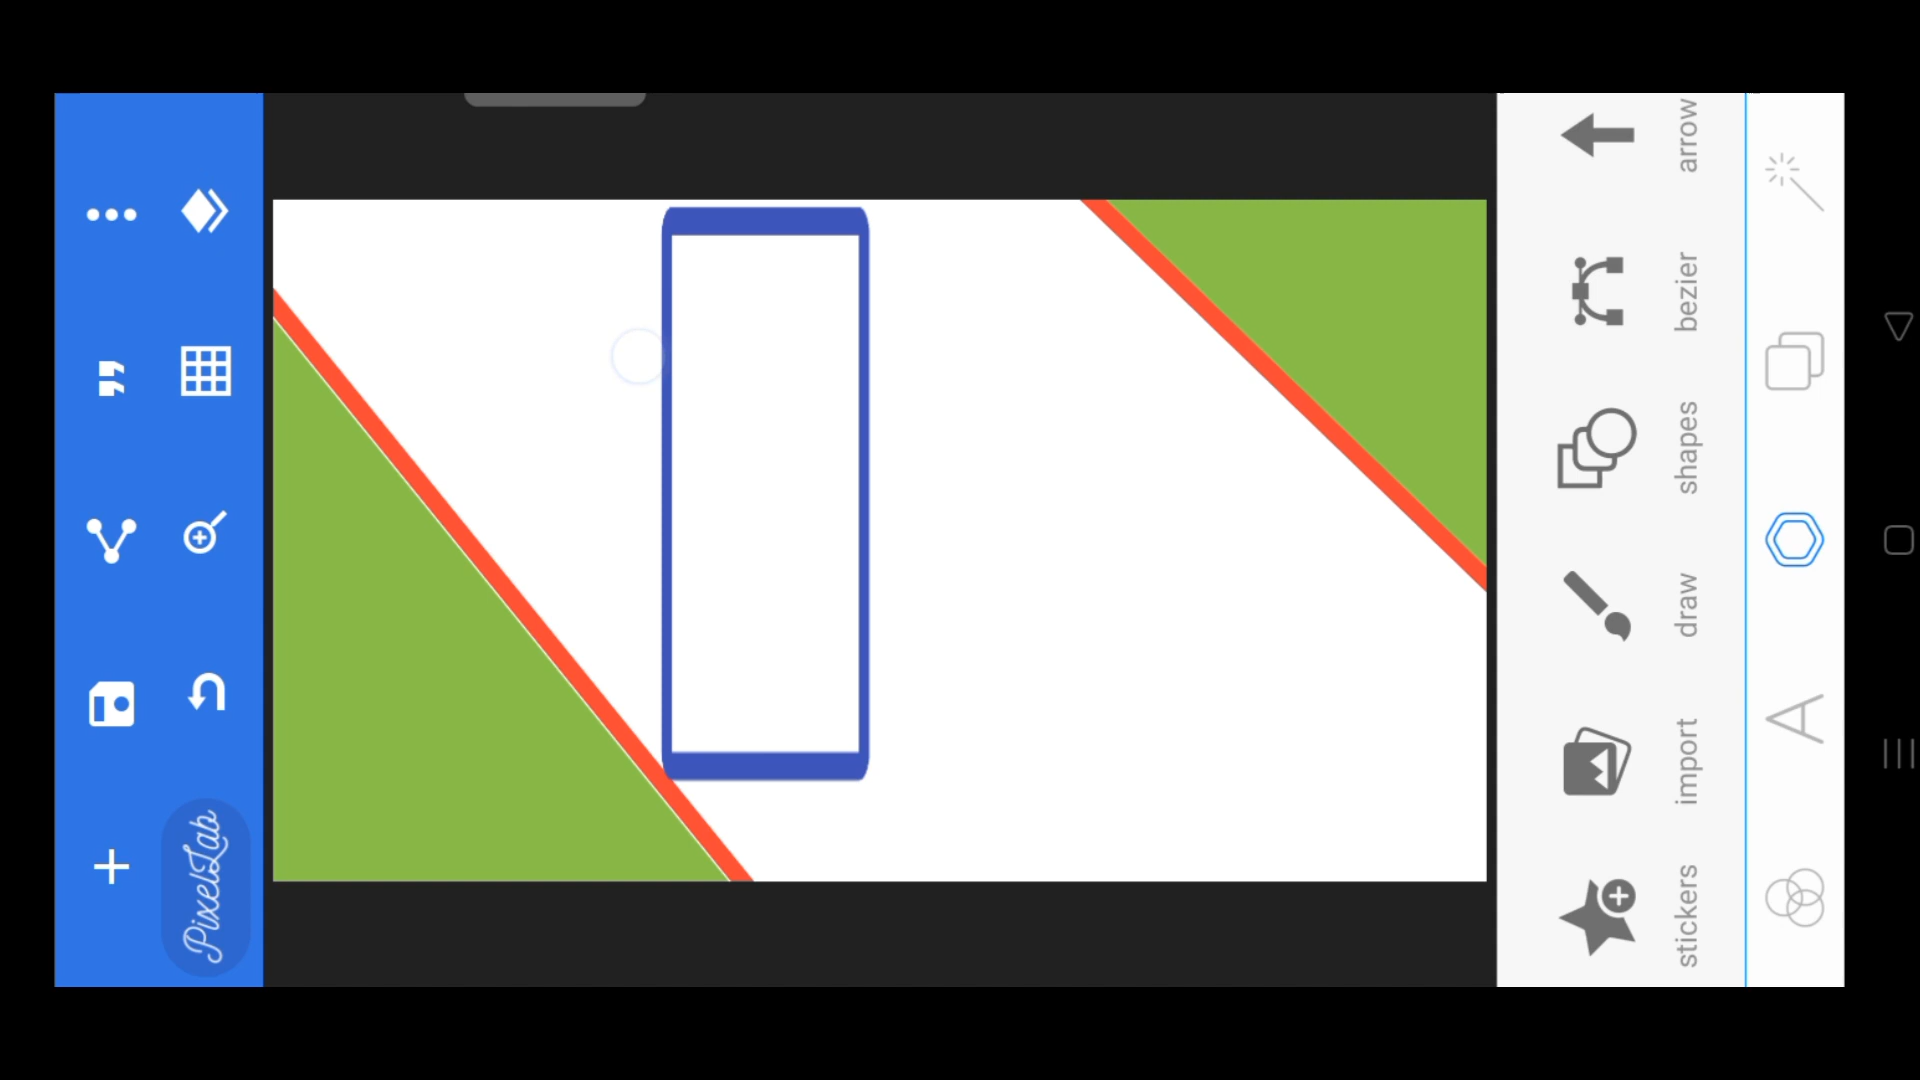 PixelLab
stickers
import
draw
shapes
bezier
arrow